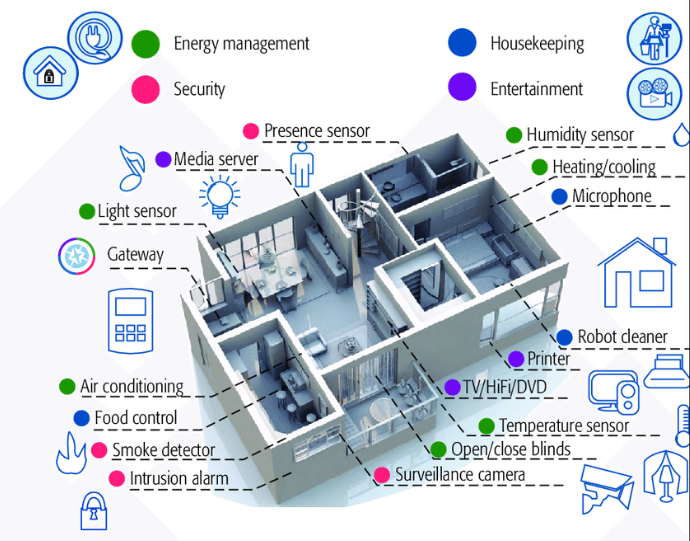 Energy management
Housekeeping
Security
Entertainment
Presence sensor
Humidity sensor
Media server
Heating/cooling
Microphone
Light sensor
Gateway
Robot cleaner
Printer
Air conditioning
TV/HiFi/DVD
Food control
Temperature sensor
Smoke detector
Open/close blinds
Intrusion alarm
Surveillance camera